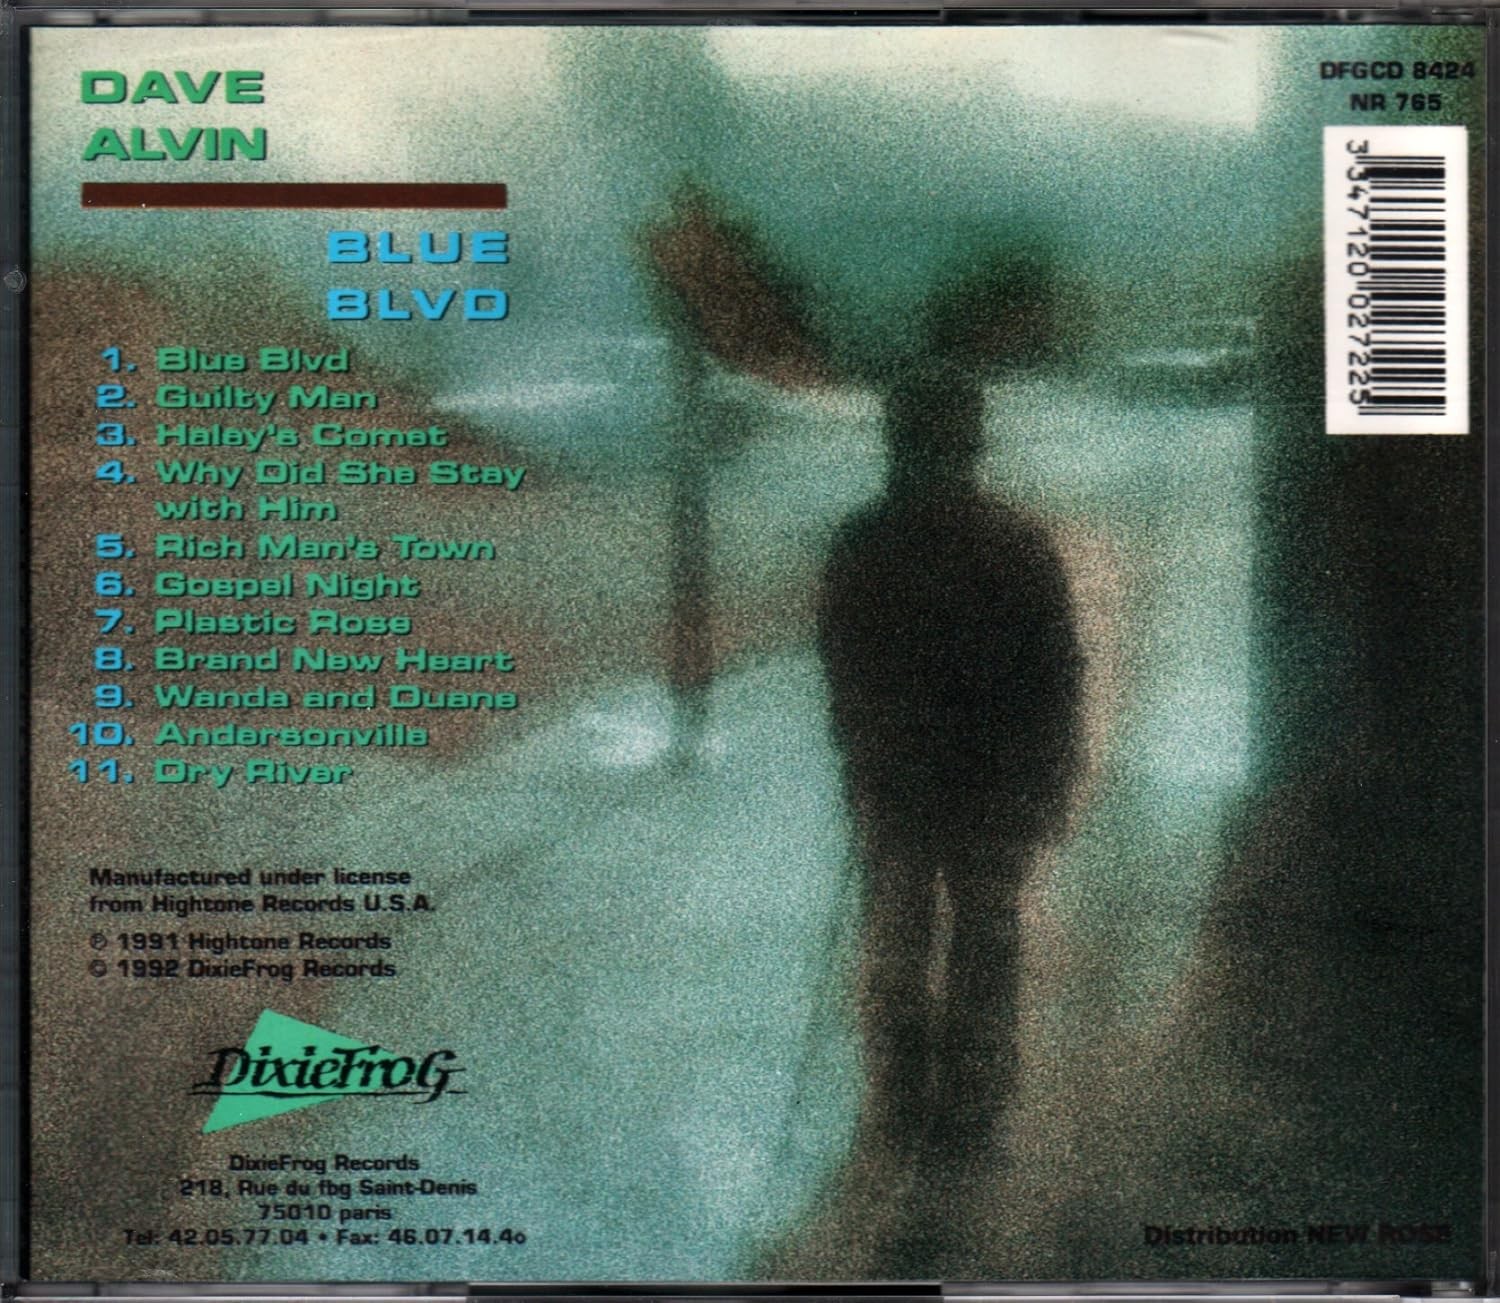 DAVE
ALVIN
BLUE
BLVD
1. Blue Blvd
2. Guilty Man
3. Haley's Comet
4. Why Did She Stay
with Him
5. Rich Man's Town
6. Gospel Night
7. Plastic Rose
8. Brand New Heart
9. Wanda and Duane
10. Andersonville
11. Dry River
Manufactured under license
from Hightone Records U.S.A.
℗ 1991 Hightone Records
© 1992 DixieFrog Records
DixieFrog
DixieFrog Records
218, Rue du fbg Saint-Denis
75010 paris
Tel: 42.05.77.04 • Fax: 46.07.14.40
DFGCD 8424
NR 765
3 347120 027225
Distribution NEW ROSE